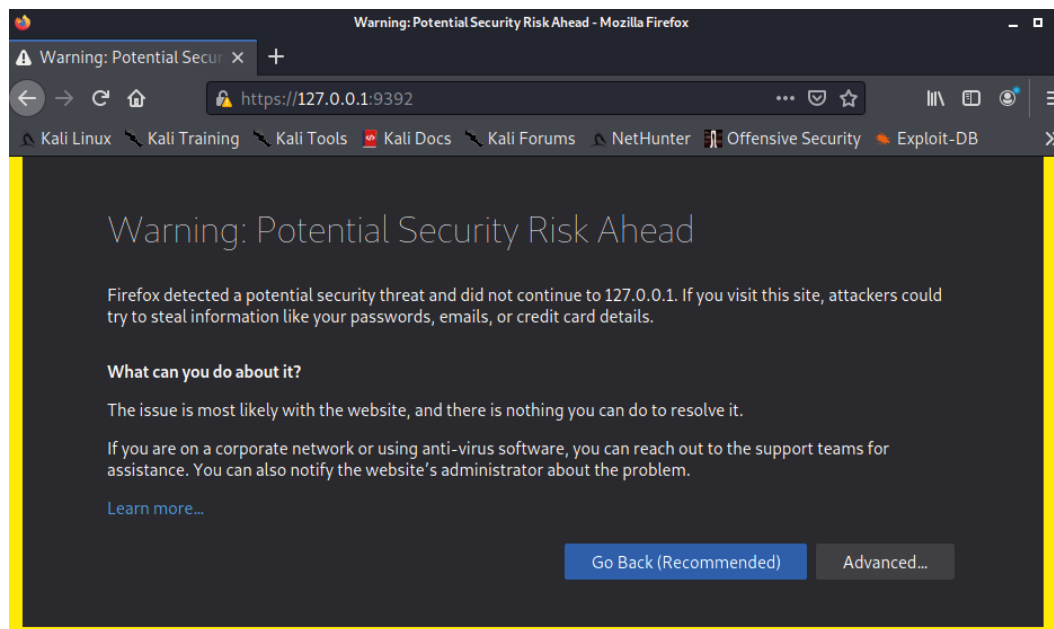 Warning: Potential Security Risk Ahead - Mozilla Firefox
Warning: Potential Secur
https://127.0.0.1:9392
Kali Linux Kali Training Kali Tools Kali Docs Kali Forums NetHunter Offensive Security Exploit-DB
Warning: Potential Security Risk Ahead
Firefox detected a potential security threat and did not continue to 127.0.0.1. If you visit this site, attackers could
try to steal information like your passwords, emails, or credit card details.
What can you do about it?
The issue is most likely with the website, and there is nothing you can do to resolve it.
If you are on a corporate network or using anti-virus software, you can reach out to the support teams for
assistance. You can also notify the website's administrator about the problem.
Learn more...
Go Back (Recommended) Advanced...